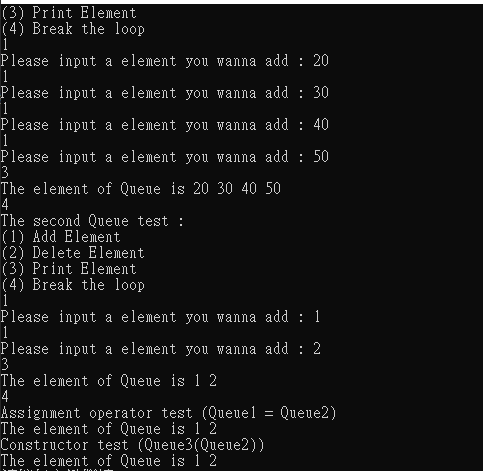 (3) Print Element
(4) Break the loop
1
Please input a element you wanna add : 20
1
Please input a element you wanna add : 30
1
Please input a element you wanna add : 40
1
Please input a element you wanna add : 50
3
The element of Queue is 20 30 40 50
4
The second Queue test :
(1) Add Element
(2) Delete Element
(3) Print Element
(4) Break the loop
1
Please input a element you wanna add : 1
1
Please input a element you wanna add : 2
3
The element of Queue is 1 2
4
Assignment operator test (Queue1 = Queue2)
The element of Queue is 1 2
Constructor test (Queue3(Queue2))
The element of Queue is 1 2